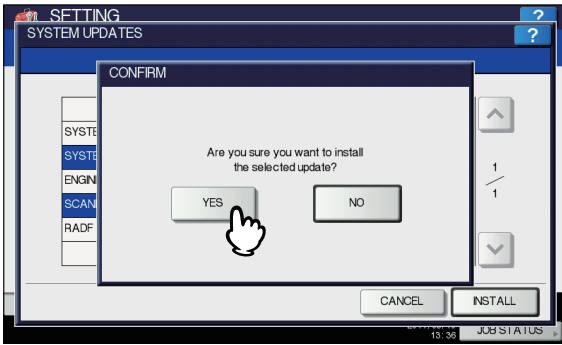 SETTING
?
SYSTEM UPDATES
?
CONFIRM
SYSTE
SYSTE
ENGIN
SCAN
RADF
Are you sure you want to install
the selected update?
YES
NO
1
1
CANCEL
INSTALL
13:36
JOB STATUS